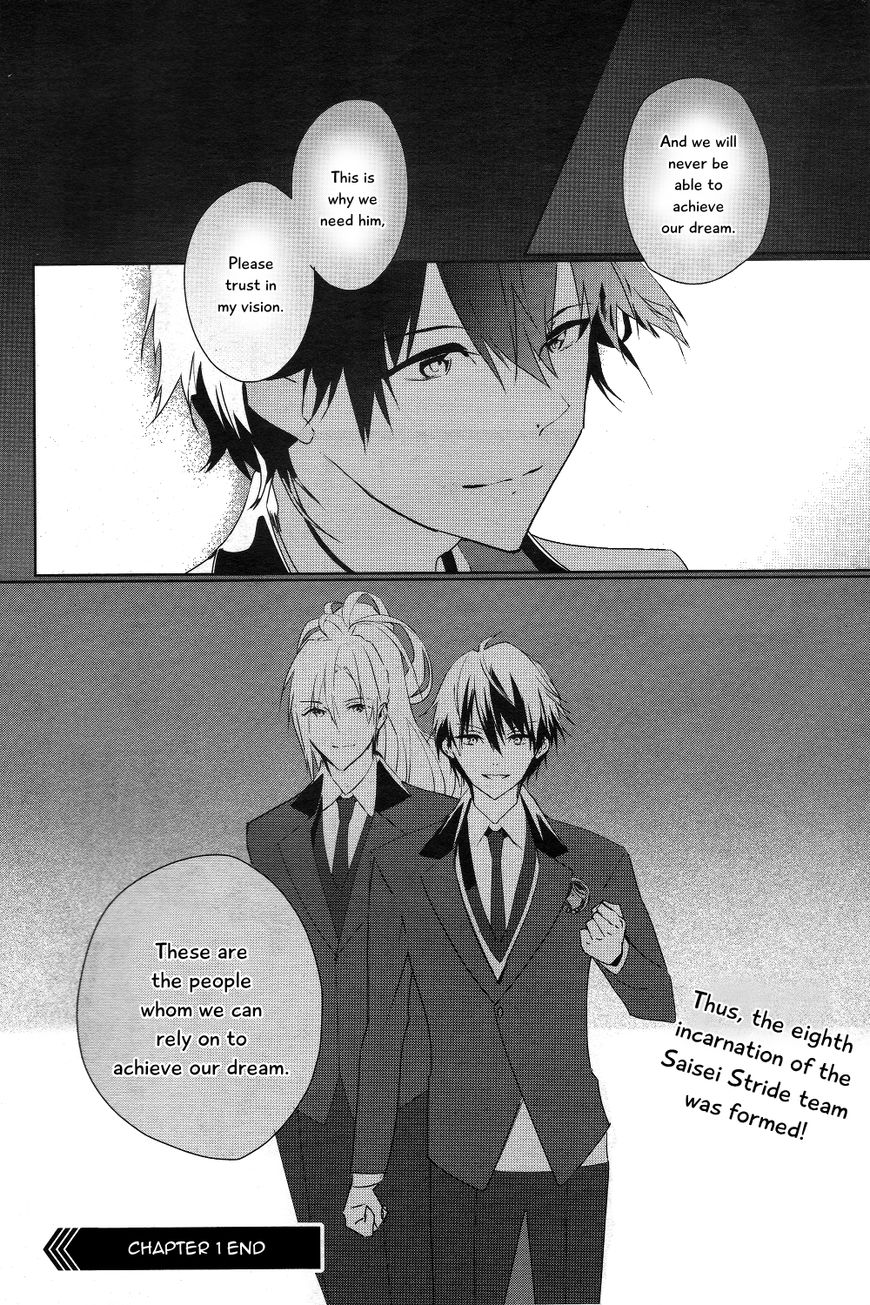 And we will
never be
able to
achieve
our dream.
This is
why we
need him,
Please
trust in
my vision.
These are
the people
whom we can
rely on to
achieve our dream.
Thus, the eighth
incarnation of the
Saisei Stride team
was formed!
CHAPTER 1 END